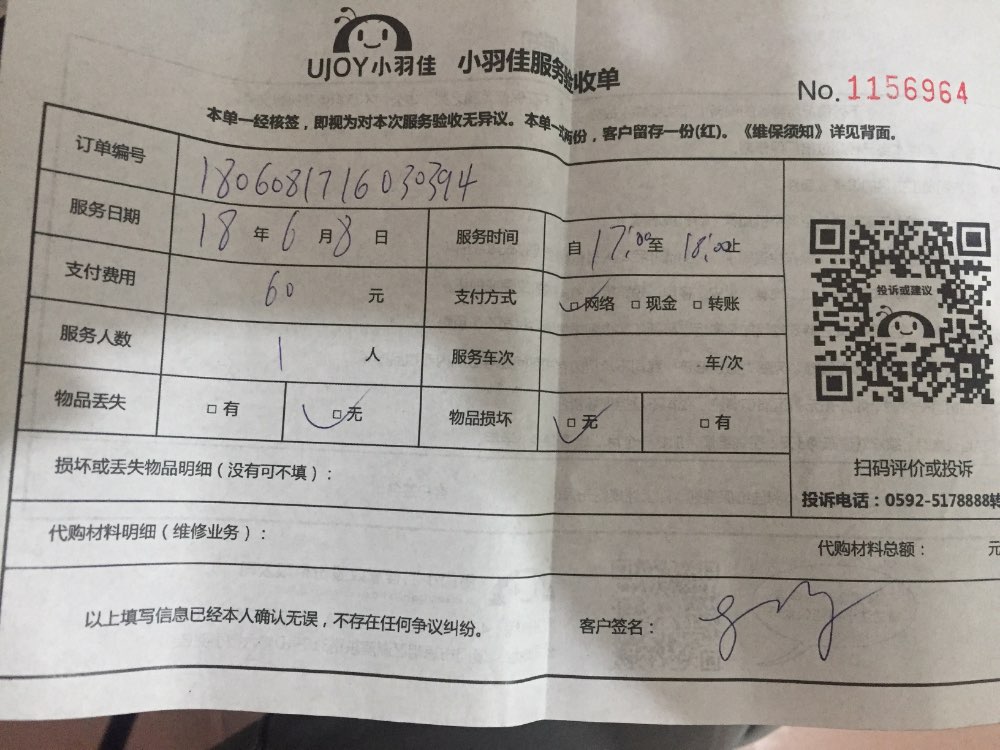 UJOY小羽佳 小羽佳服务验收单
No. 1156964
本单一经核签，即视为对本次服务验收无异议。本单一 两份，客户留存一份(红)。《维保须知》详见背面。
订单编号 180608171603 0394
服务日期 18 年 6 月 8 日 服务时间 自 17:00 至 18:00 止
支付费用 60 元 支付方式 □网络 □现金 □转账
服务人数 1 人 服务车次 车/次
物品丢失 □有 □无 物品损坏 □无 □有
投诉或建议
扫码评价或投诉
投诉电话：0592-5178888转
损坏或丢失物品明细（没有可不填）：
代购材料明细（维修业务）：
代购材料总额： 元
以上填写信息已经本人确认无误，不存在任何争议纠纷。 客户签名：